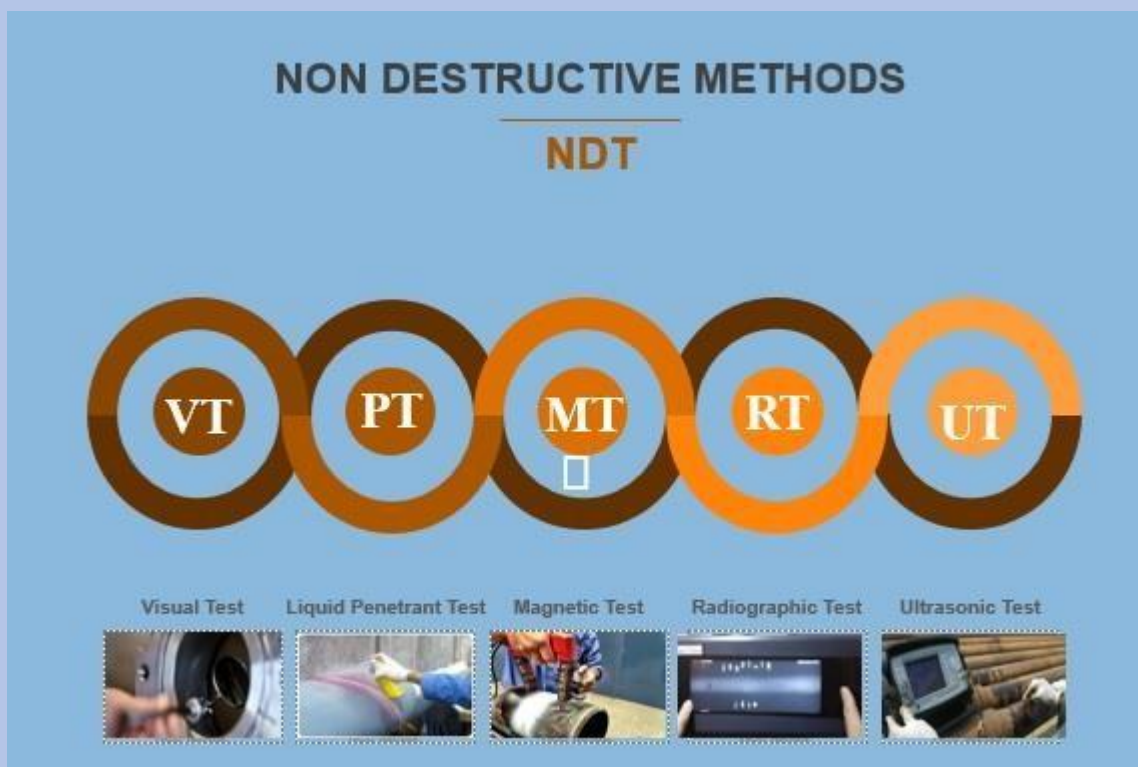 NON DESTRUCTIVE METHODS
NDT
VT PT MT RT UT
Visual Test Liquid Penetrant Test Magnetic Test Radiographic Test Ultrasonic Test